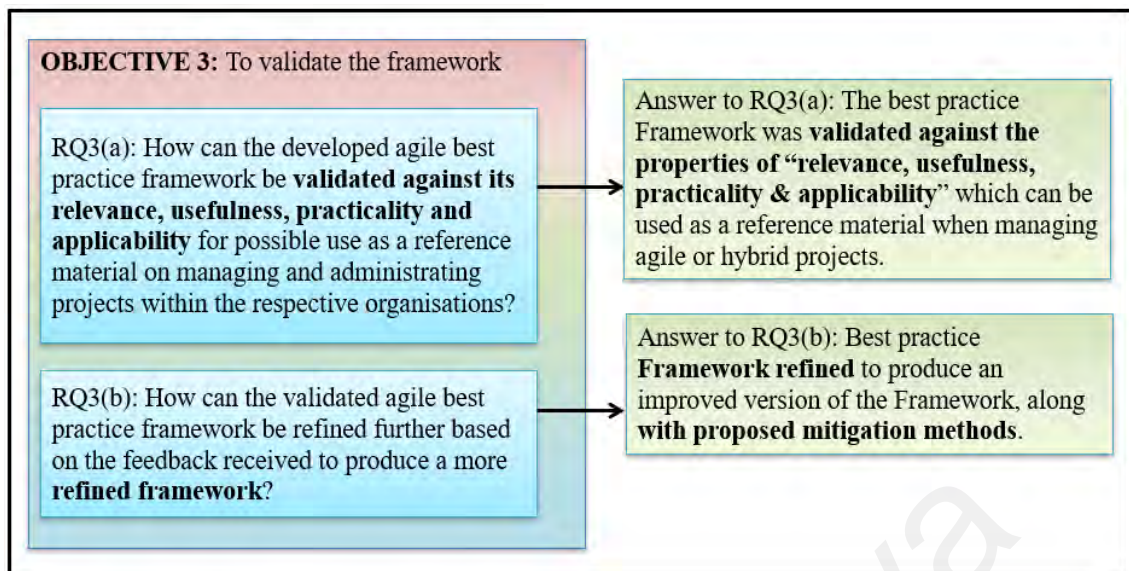 OBJECTIVE 3: To validate the framework
RQ3(a): How can the developed agile best
practice framework be validated against its
relevance, usefulness, practicality and
applicability for possible use as a reference
material on managing and administrating
projects within the respective organisations?
Answer to RQ3(a): The best practice
Framework was validated against the
properties of “relevance, usefulness,
practicality & applicability” which can be
used as a reference material when managing
agile or hybrid projects.
RQ3(b): How can the validated agile best
practice framework be refined further based
on the feedback received to produce a more
refined framework?
Answer to RQ3(b): Best practice
Framework refined to produce an
improved version of the Framework, along
with proposed mitigation methods.